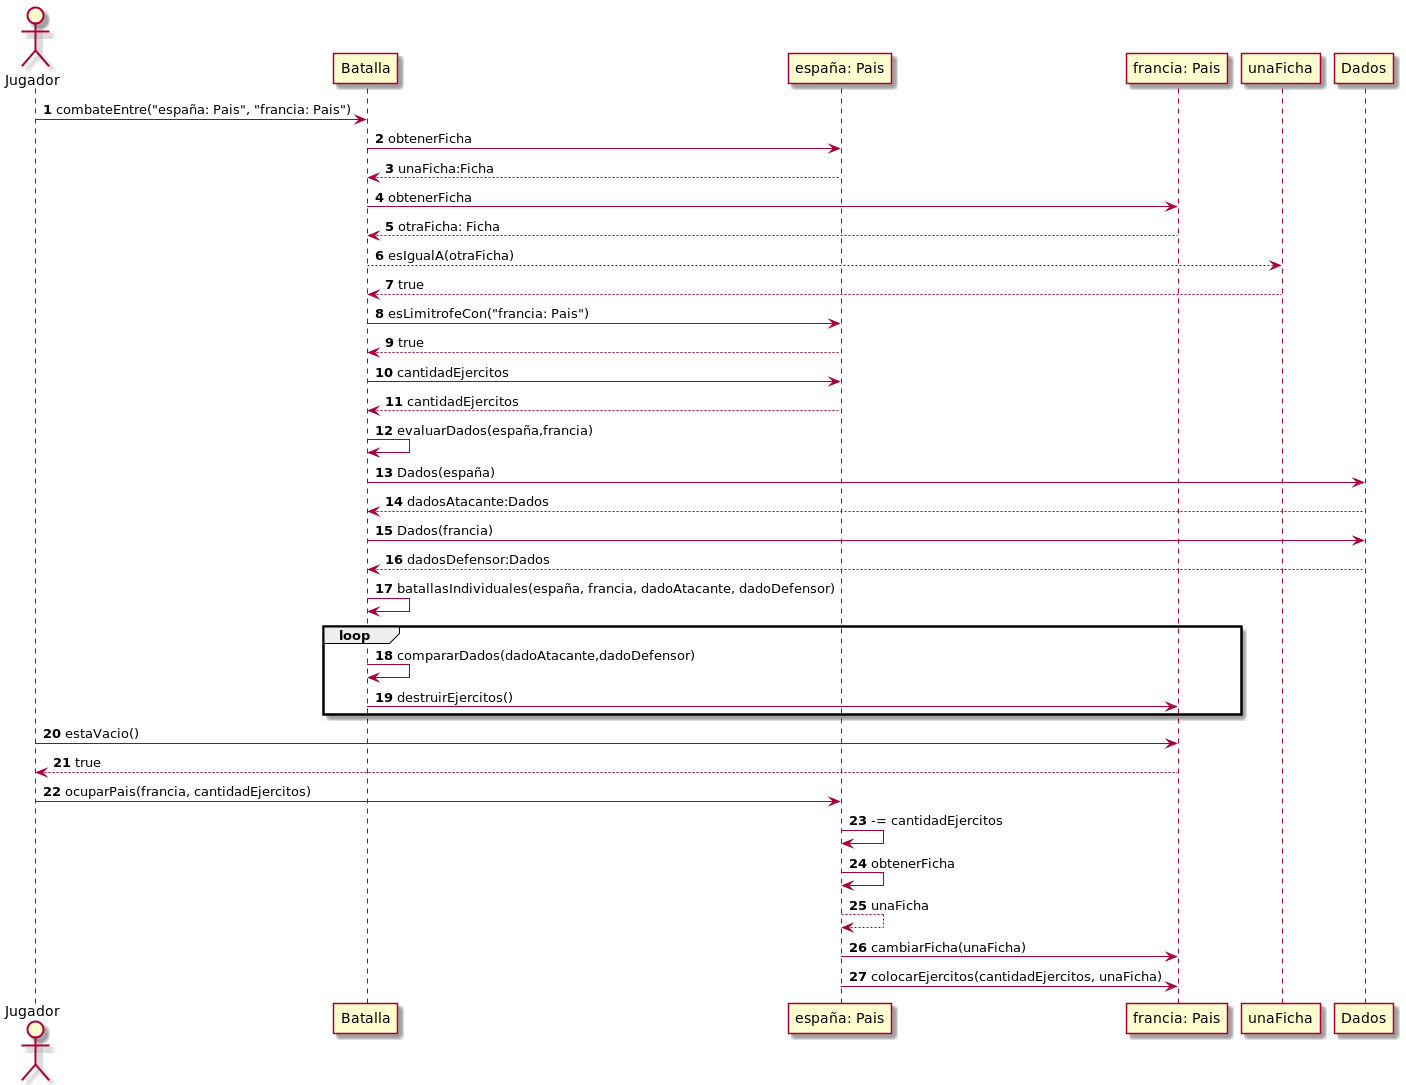 Jugador
Batalla
españa: Pais
francia: Pais
unaFicha
Dados
1 combateEntre("españa: Pais", "francia: Pais")
2 obtenerFicha
3 unaFicha:Ficha
4 obtenerFicha
5 otraFicha: Ficha
6 esIgualA(otraFicha)
7 true
8 esLimitrofeCon("francia: Pais")
9 true
10 cantidadEjercitos
11 cantidadEjercitos
12 evaluarDados(españa,francia)
13 Dados(españa)
14 dadosAtacante:Dados
15 Dados(francia)
16 dadosDefensor:Dados
17 batallasIndividuales(españa, francia, dadoAtacante, dadoDefensor)
loop
18 compararDados(dadoAtacante,dadoDefensor)
19 destruirEjercitos()
20 estaVacio()
21 true
22 ocuparPais(francia, cantidadEjercitos)
23 -= cantidadEjercitos
24 obtenerFicha
25 unaFicha
26 cambiarFicha(unaFicha)
27 colocarEjercitos(cantidadEjercitos, unaFicha)
Jugador
Batalla
españa: Pais
francia: Pais
unaFicha
Dados